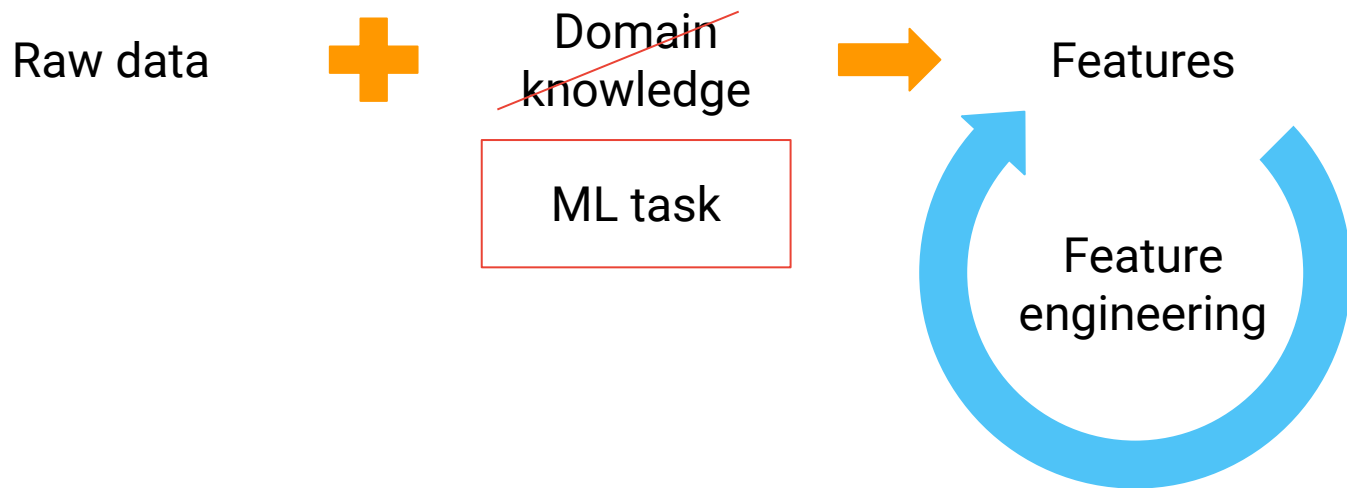 Raw data
Domain
knowledge
Features
ML task
Feature
engineering